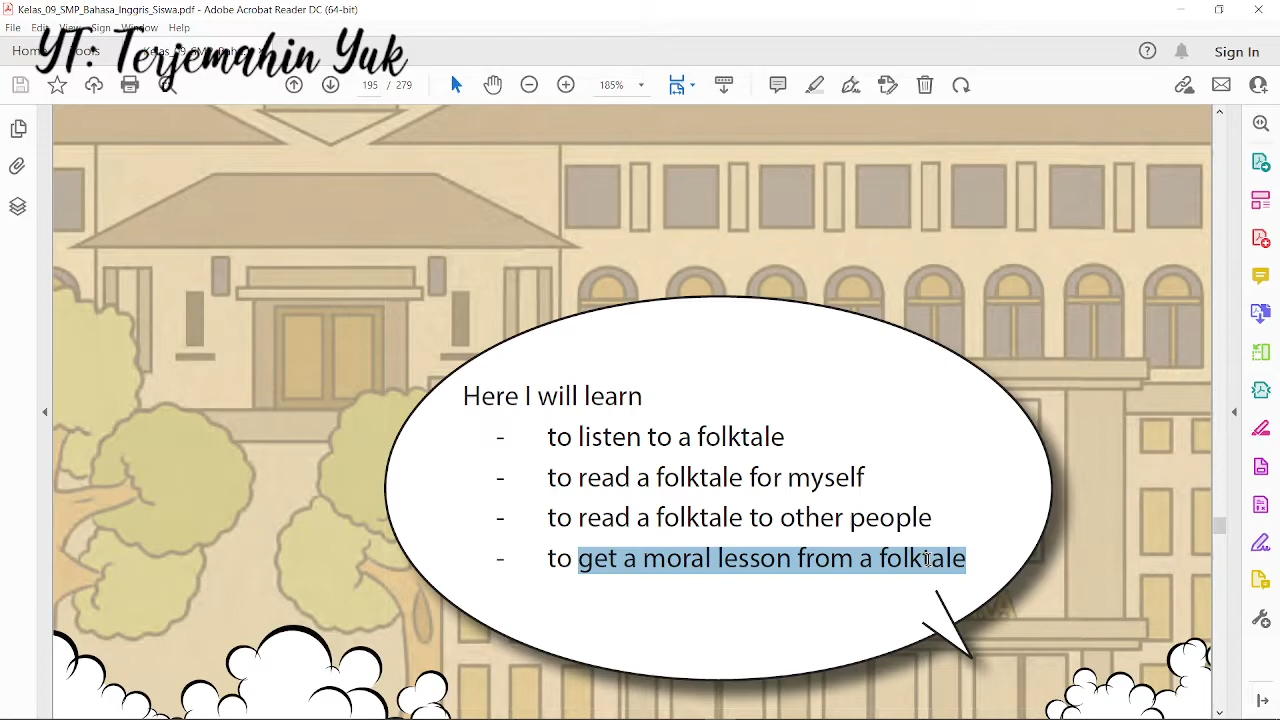 Kelas_09_SMP_Bahasa_Inggris_Siswa.pdf - Adobe Acrobat Reader DC (64-bit)
File Edit View Sign Window Help
YT: Terjemahin Yuk
Sign In
195 / 279
185%
Here I will learn
- to listen to a folktale
- to read a folktale for myself
- to read a folktale to other people
- to get a moral lesson from a folktale